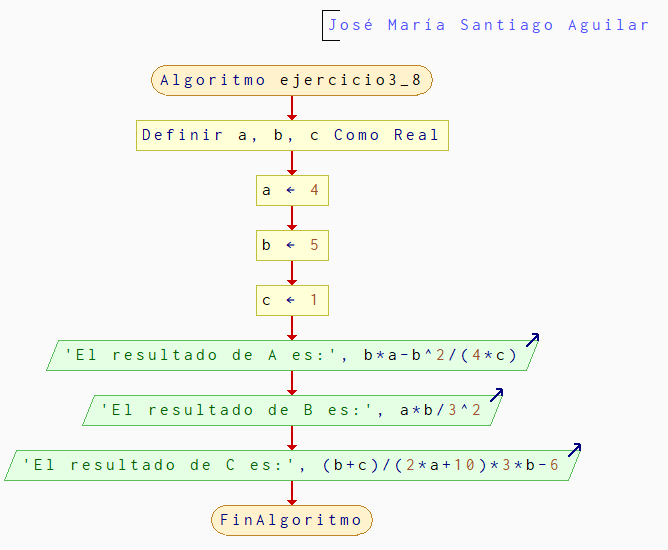 José María Santiago Aguilar
Algoritmo ejercicio3_8
Definir a, b, c Como Real
a ← 4
b ← 5
c ← 1
'El resultado de A es:', b*a-b^2/(4*c)
'El resultado de B es:', a*b/3^2
'El resultado de C es:', (b+c)/(2*a+10)*3*b-6
FinAlgoritmo